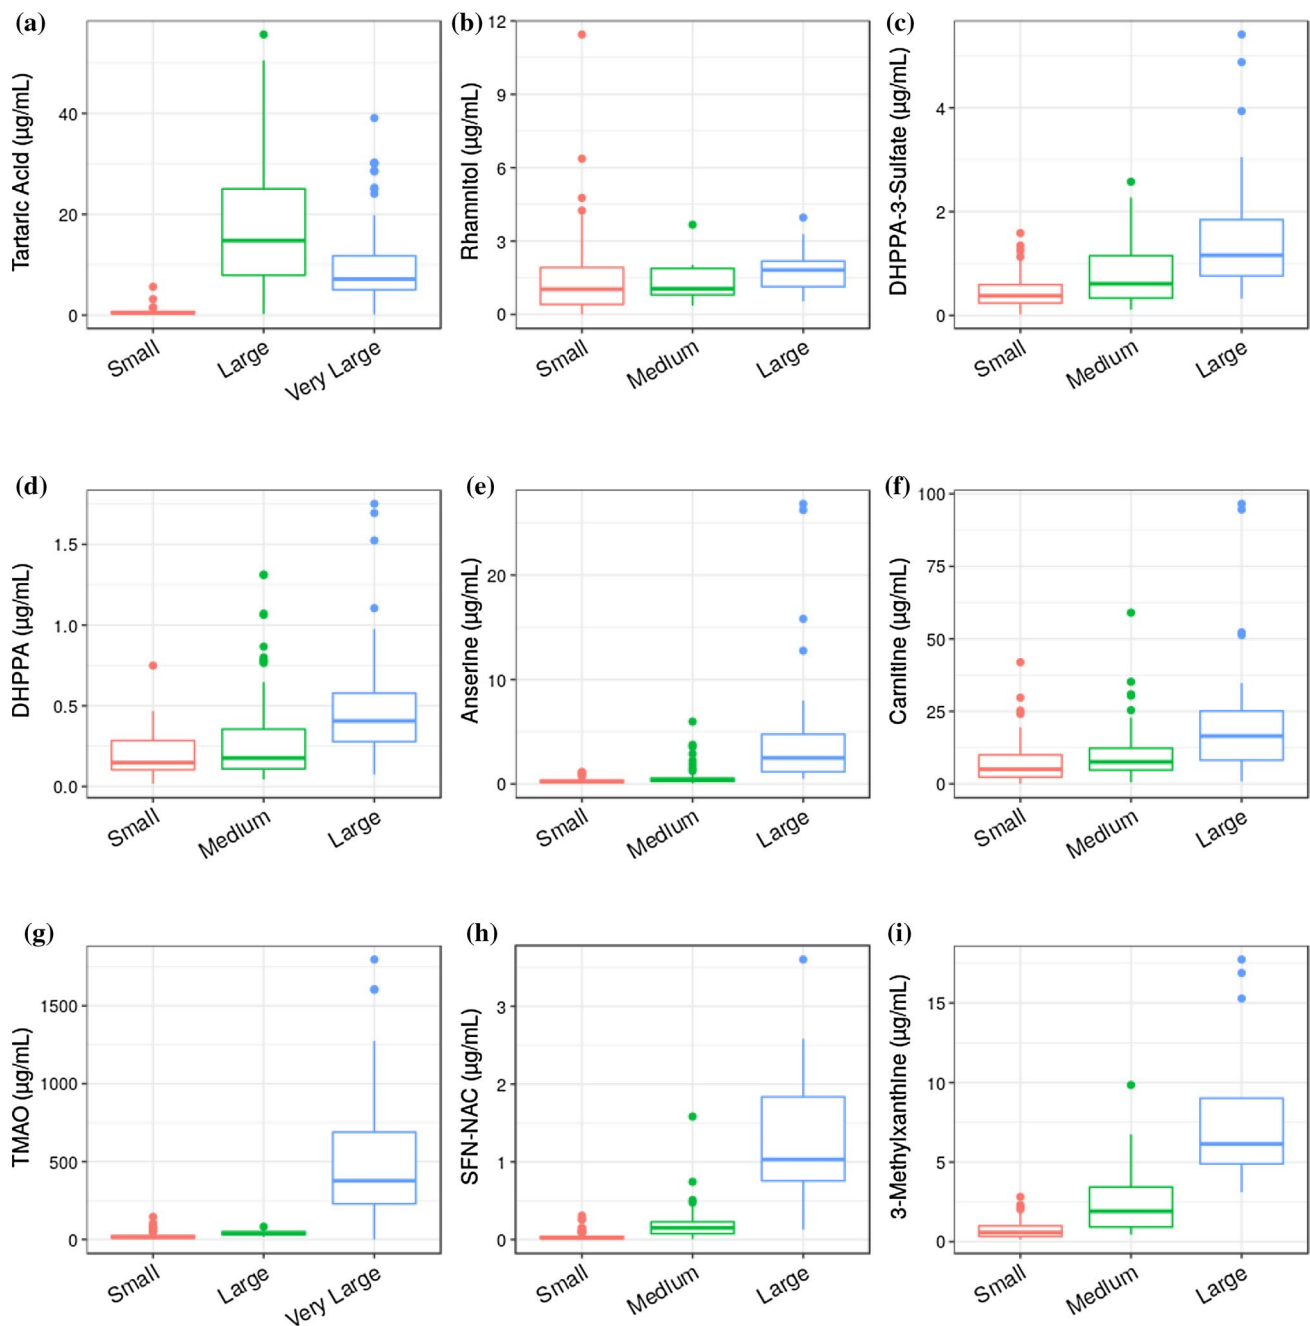 (a)
Tartaric Acid (µg/mL)
40
20
0
Small
Large
Very Large
(b)
Rhamnitol (µg/mL)
12
9
6
3
0
Small
Medium
Large
(c)
DHPPA-3-Sulfate (µg/mL)
4
2
0
Small
Medium
Large
(d)
DHPPA (µg/mL)
1.5
1.0
0.5
0.0
Small
Medium
Large
(e)
Anserine (µg/mL)
20
10
0
Small
Medium
Large
(f)
Carnitine (µg/mL)
100
75
50
25
0
Small
Medium
Large
(g)
TMAO (µg/mL)
1500
1000
500
0
Small
Large
Very Large
(h)
SFN-NAC (µg/mL)
3
2
1
0
Small
Medium
Large
(i)
3-Methylxanthine (µg/mL)
15
10
5
0
Small
Medium
Large